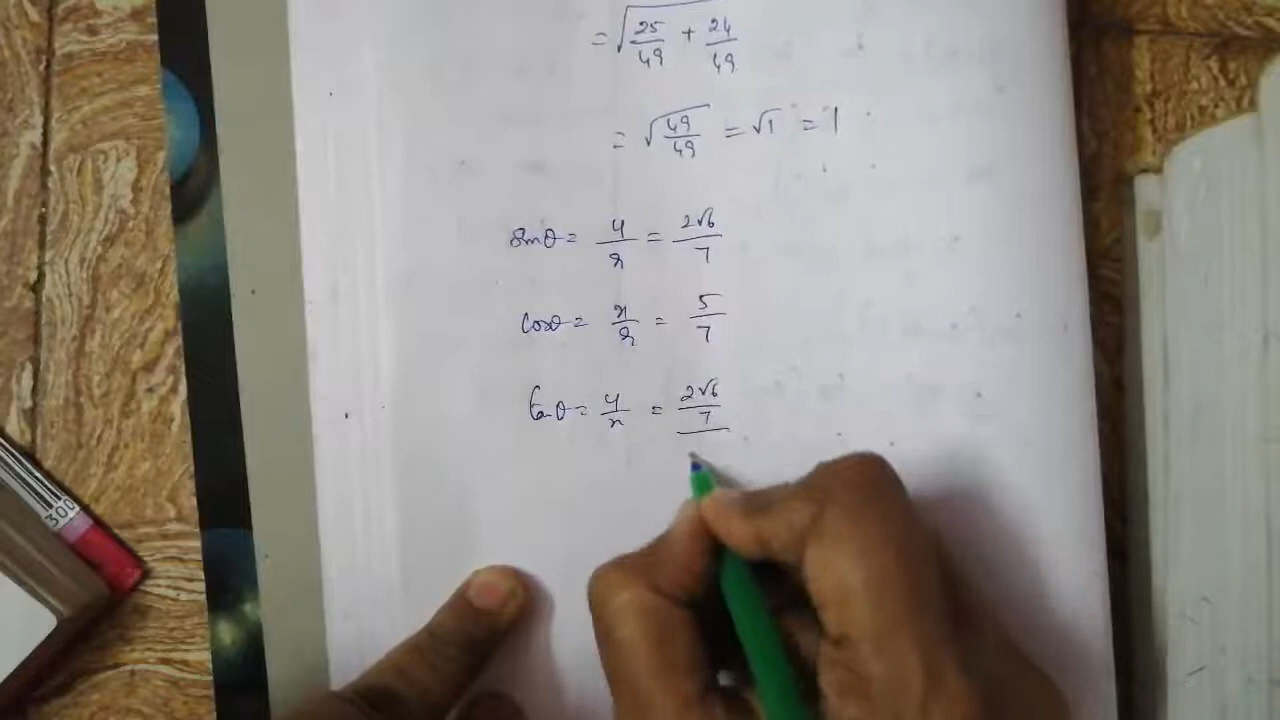 = √(25/49 + 24/49)
= √(49/49) = √1 = 1
sinθ = y/r = 2√6/7
cosθ = x/r = 5/7
tanθ = y/x = 2√6/7
300